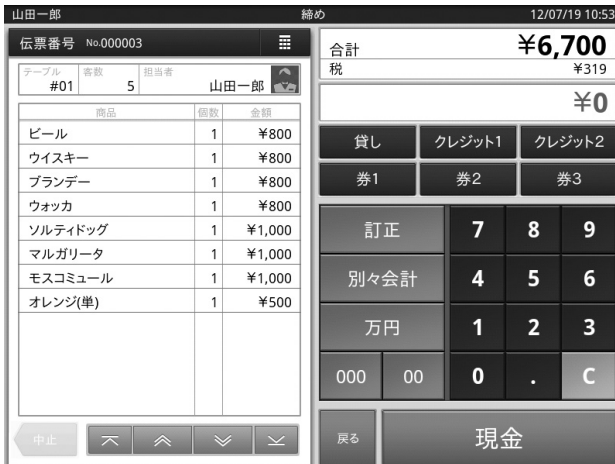 山田一郎 締め 12/07/19 10:53
伝票番号 No.000003
テーブル 客数 担当者
#01 5 山田一郎
商品 個数 金額
ビール 1 ¥800
ウイスキー 1 ¥800
ブランデー 1 ¥800
ウォッカ 1 ¥800
ソルティドッグ 1 ¥1,000
マルガリータ 1 ¥1,000
モスコミュール 1 ¥1,000
オレンジ(単) 1 ¥500
中止
合計 ¥6,700
税 ¥319
¥0
貸し クレジット1 クレジット2
券1 券2 券3
訂正 7 8 9
別々会計 4 5 6
万円 1 2 3
000 00 0 . C
戻る 現金